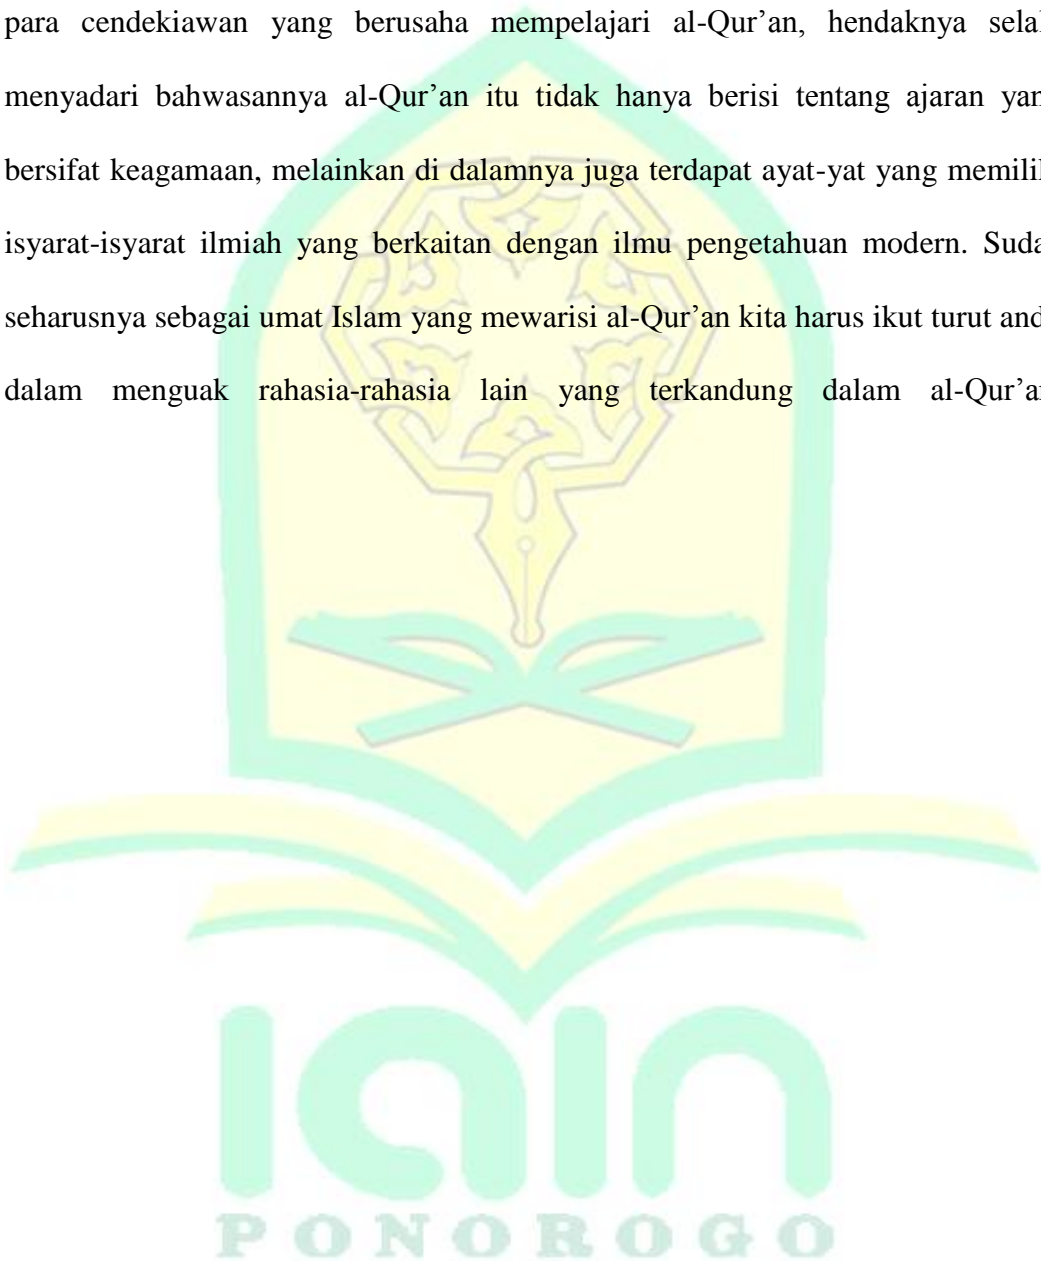 para cendekiawan yang berusaha mempelajari al-Qur’an, hendaknya sela
menyadari bahwasannya al-Qur’an itu tidak hanya berisi tentang ajaran yan
bersifat keagamaan, melainkan di dalamnya juga terdapat ayat-yat yang memili
isyarat-isyarat ilmiah yang berkaitan dengan ilmu pengetahuan modern. Suda
seharusnya sebagai umat Islam yang mewarisi al-Qur’an kita harus ikut turut and
dalam menguak rahasia-rahasia lain yang terkandung dalam al-Qur’a
iain
PONOROGO